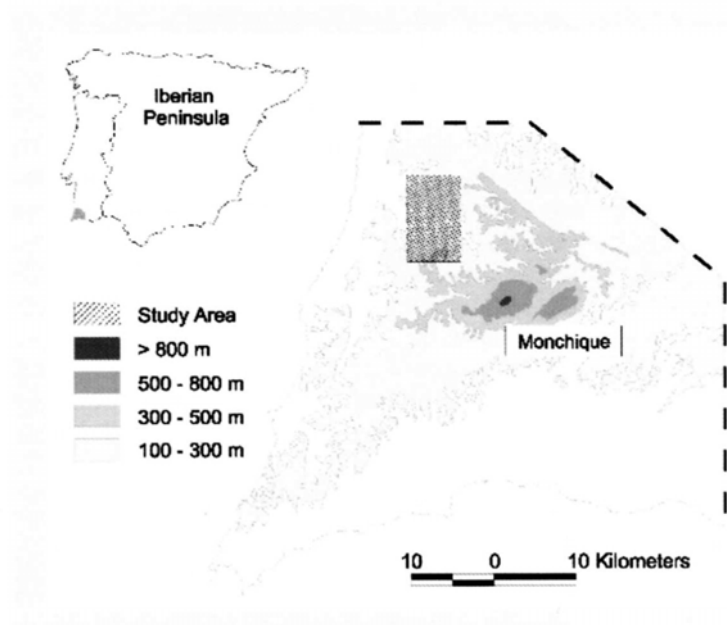 Iberian
Peninsula
Study Area
> 800 m
500 - 800 m
300 - 500 m
100 - 300 m
Monchique
10 0 10 Kilometers